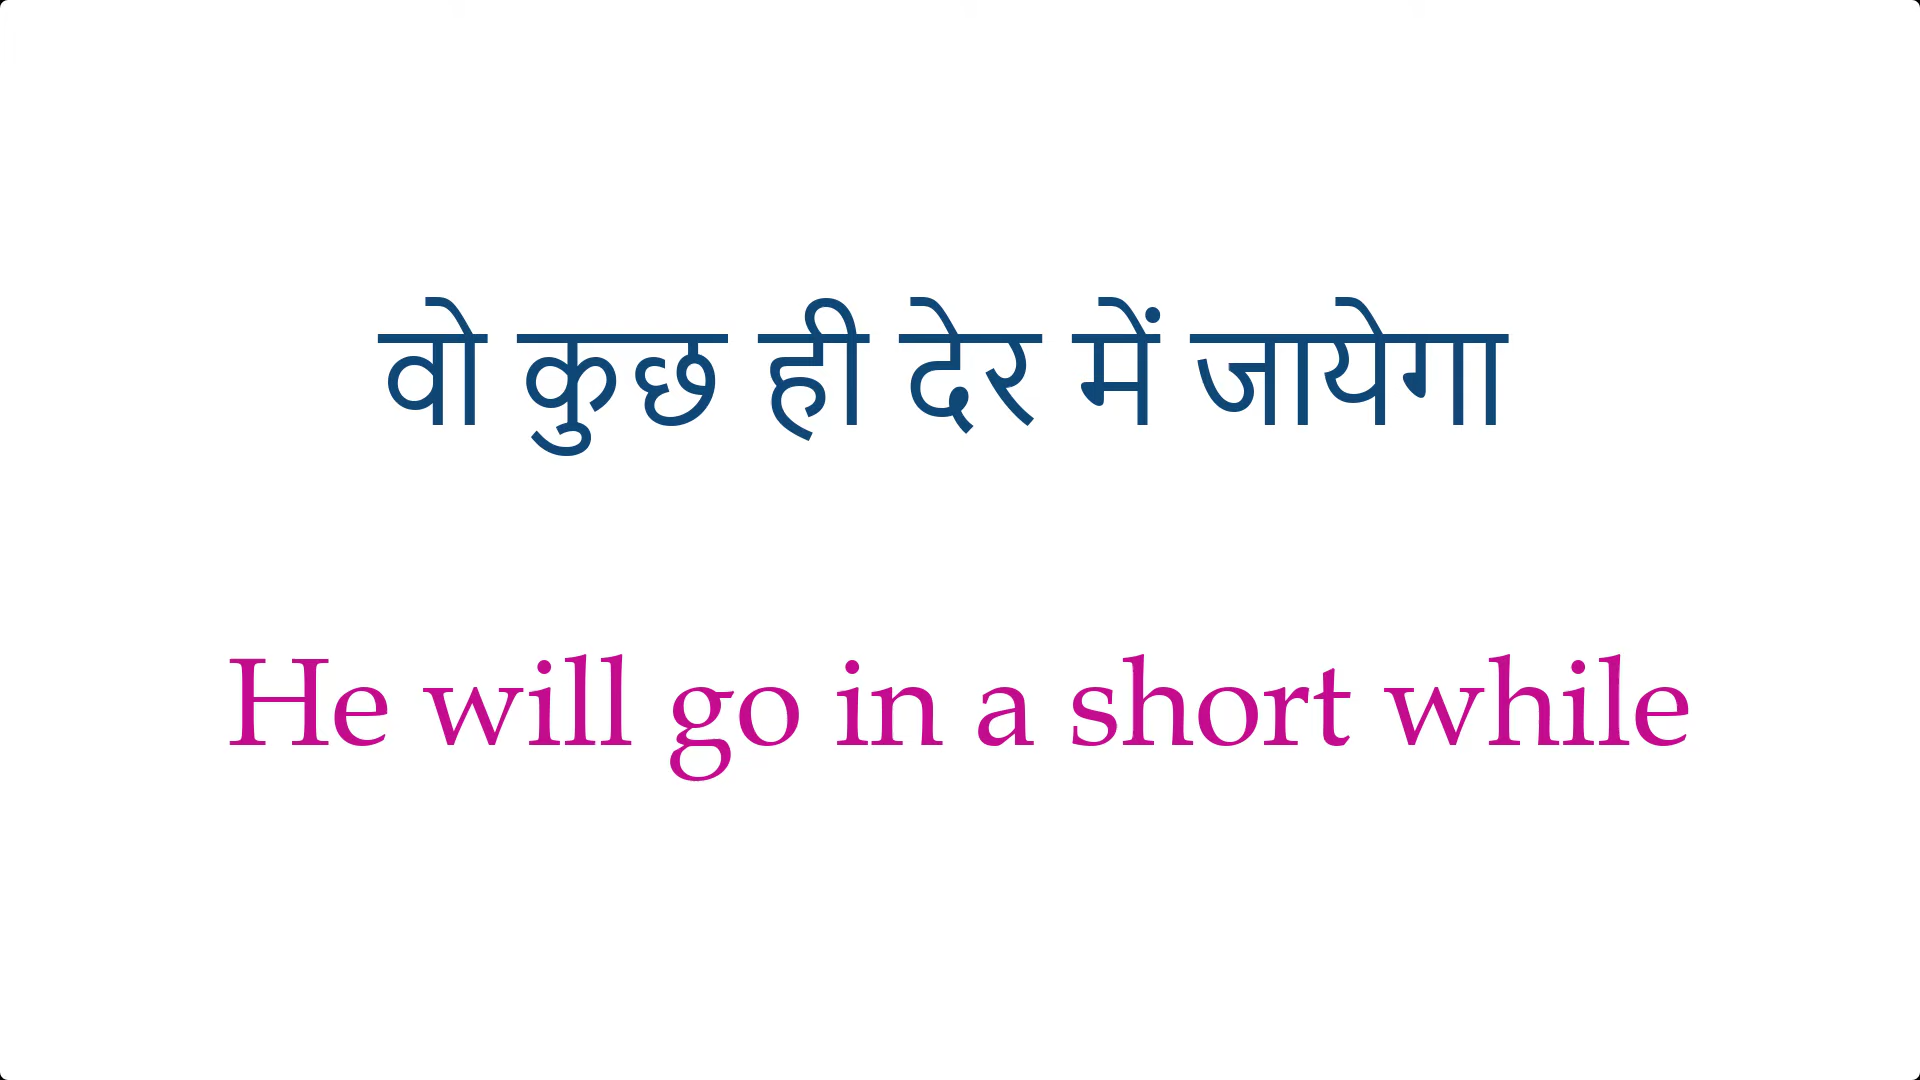 वो कुछ ही देर में जायेगा
He will go in a short while